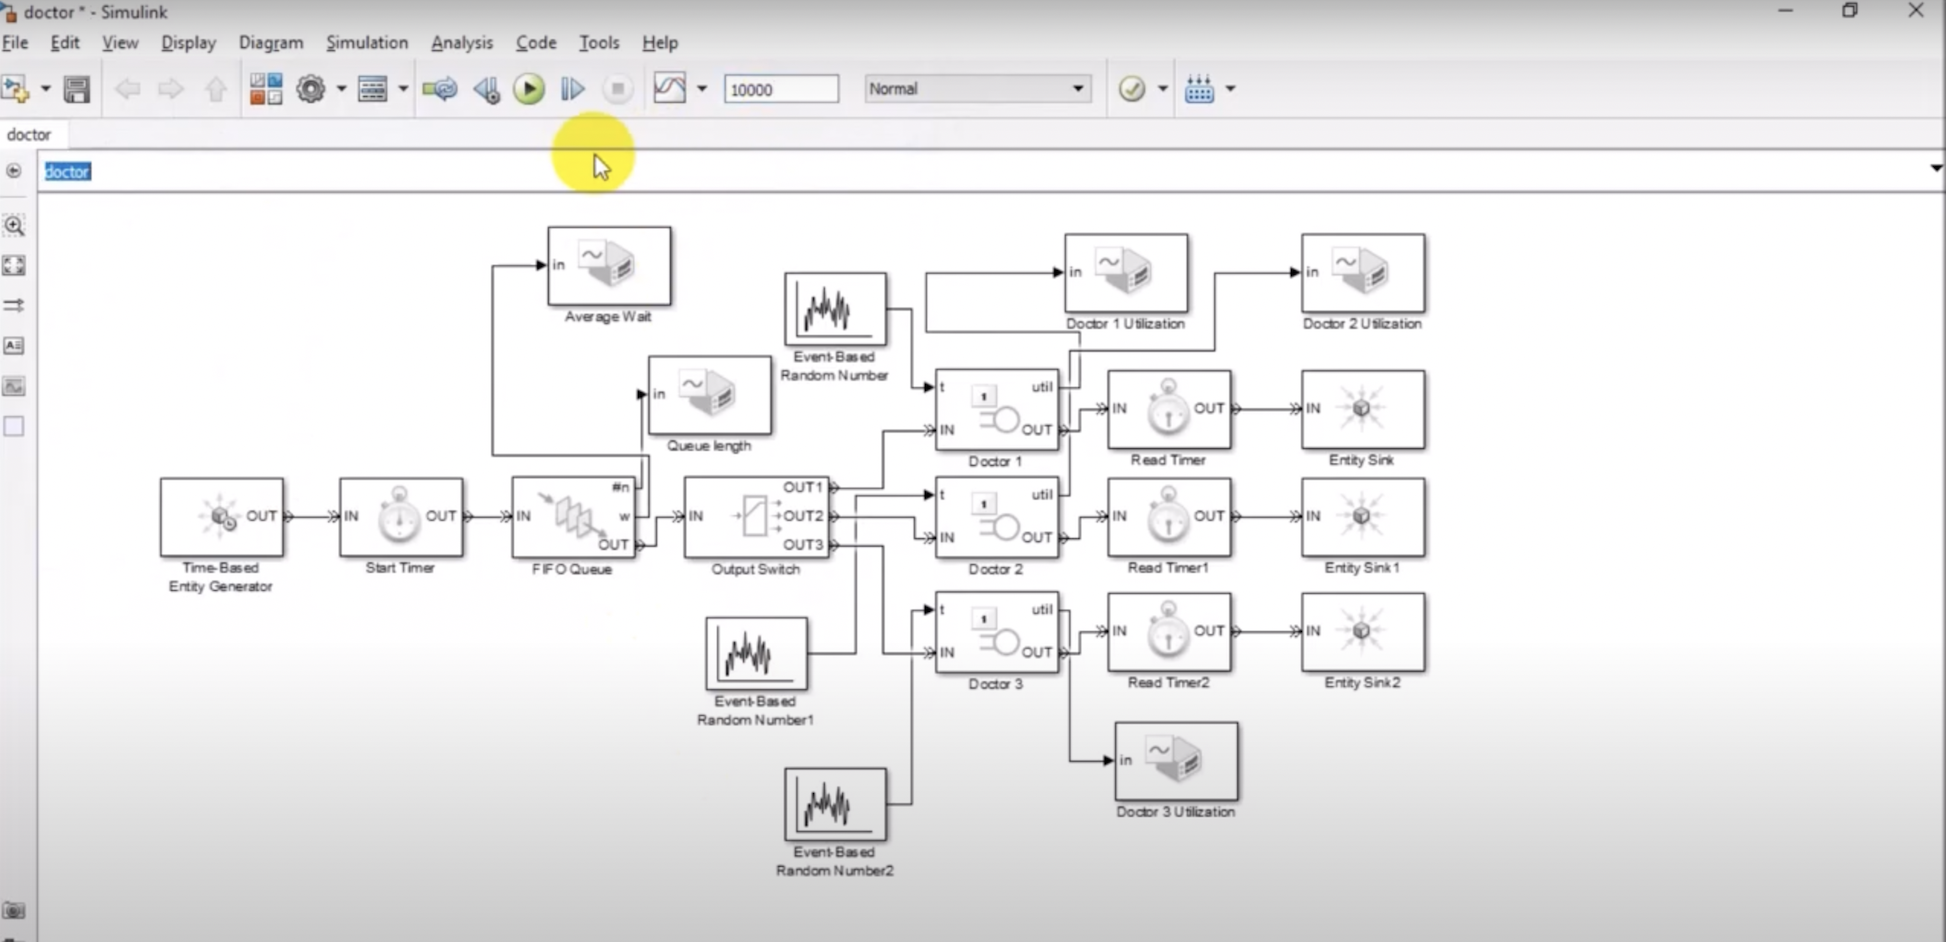 doctor * - Simulink
File Edit View Display Diagram Simulation Analysis Code Tools Help
10000 Normal
doctor
doctor
in
Average Wait
in
Queue length
Event-Based
Random Number
in
Doctor 1 Utilization
in
Doctor 2 Utilization
t util
1
IN OUT
Doctor 1
IN OUT
Read Timer
IN
Entity Sink
OUT
Time-Based
Entity Generator
IN OUT
Start Timer
#n
IN w
OUT
FIFO Queue
OUT1
IN OUT2
OUT3
Output Switch
t util
1
IN OUT
Doctor 2
IN OUT
Read Timer1
IN
Entity Sink1
Event-Based
Random Number1
t util
1
IN OUT
Doctor 3
IN OUT
Read Timer2
IN
Entity Sink2
in
Doctor 3 Utilization
Event-Based
Random Number2